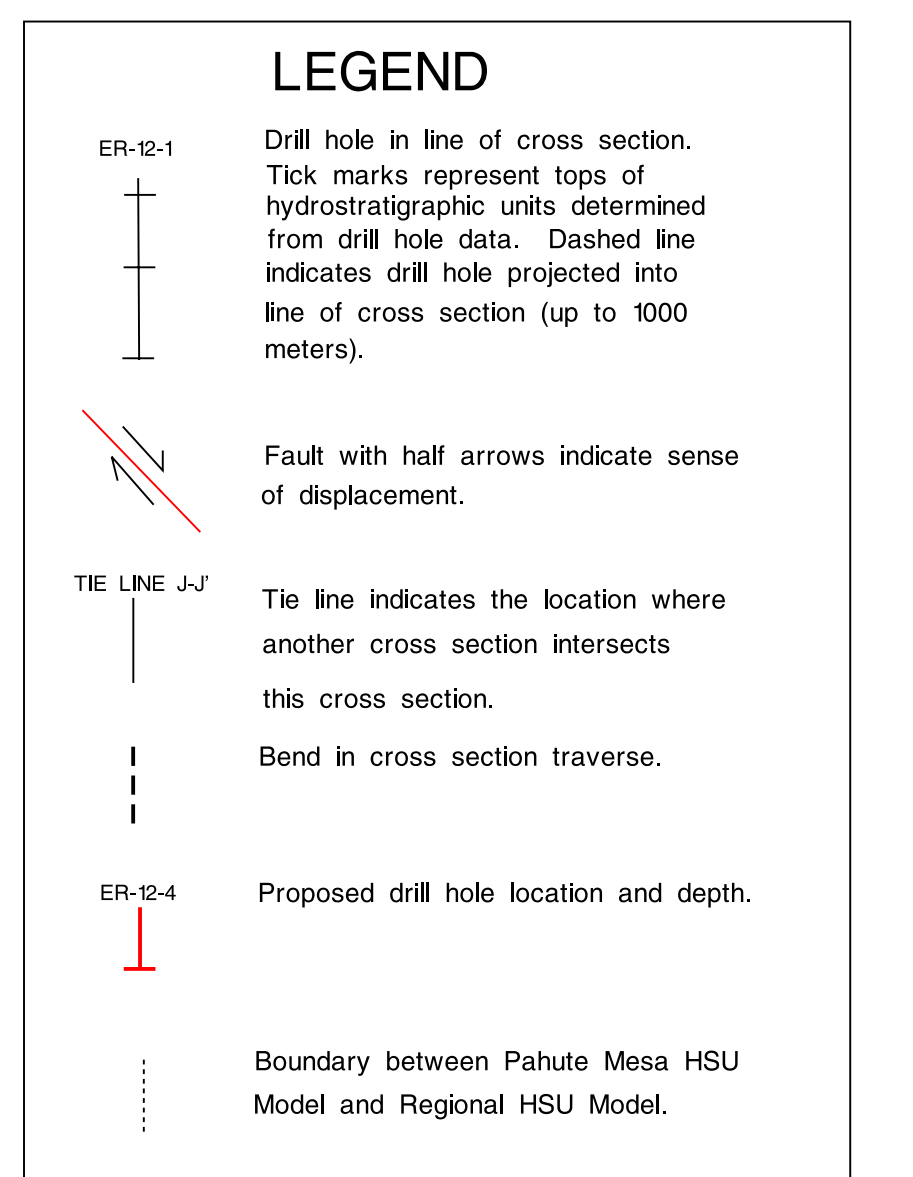 LEGEND
ER-12-1
Drill hole in line of cross section.
Tick marks represent tops of
hydrostratigraphic units determined
from drill hole data. Dashed line
indicates drill hole projected into
line of cross section (up to 1000
meters).
Fault with half arrows indicate sense
of displacement.
TIE LINE J-J'
Tie line indicates the location where
another cross section intersects
this cross section.
Bend in cross section traverse.
ER-12-4
Proposed drill hole location and depth.
Boundary between Pahute Mesa HSU
Model and Regional HSU Model.